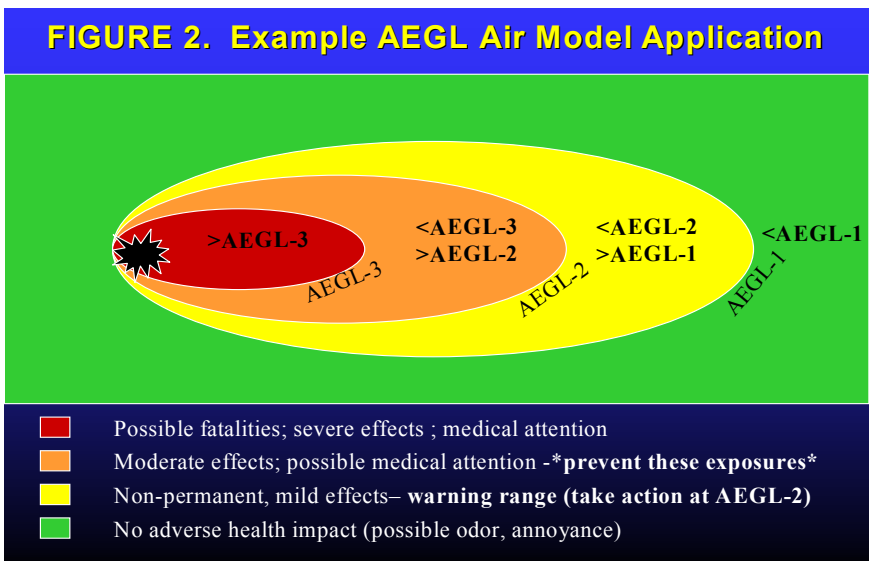 FIGURE 2. Example AEGL Air Model Application
>AEGL-3
<AEGL-3
>AEGL-2
<AEGL-2
>AEGL-1
<AEGL-1
AEGL-3
AEGL-2
AEGL-1
Possible fatalities; severe effects ; medical attention
Moderate effects; possible medical attention -*prevent these exposures*
Non-permanent, mild effects– warning range (take action at AEGL-2)
No adverse health impact (possible odor, annoyance)